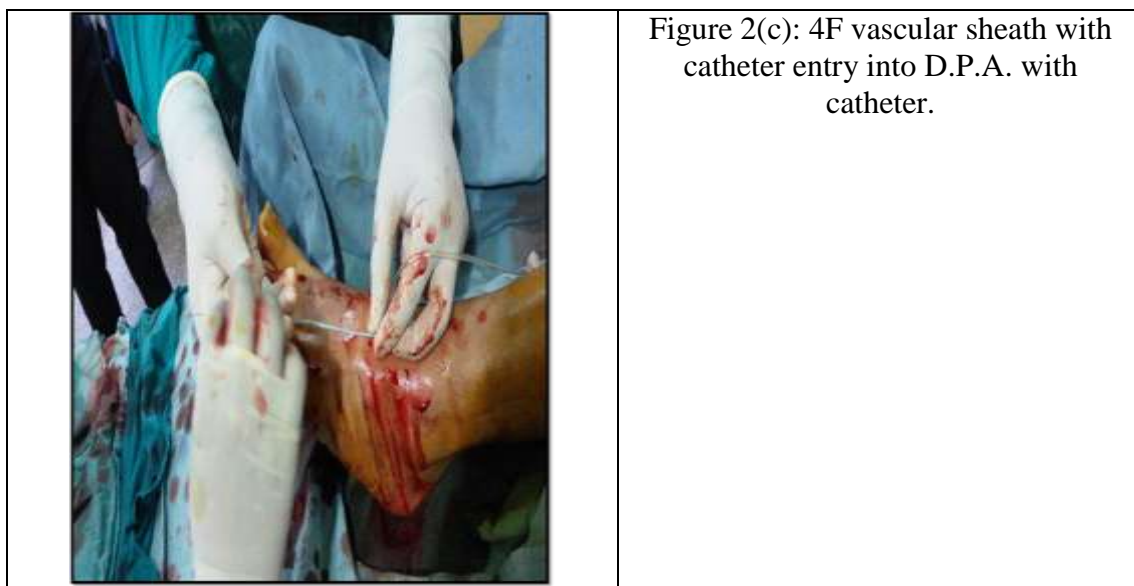 Figure 2(c): 4F vascular sheath with
catheter entry into D.P.A. with
catheter.